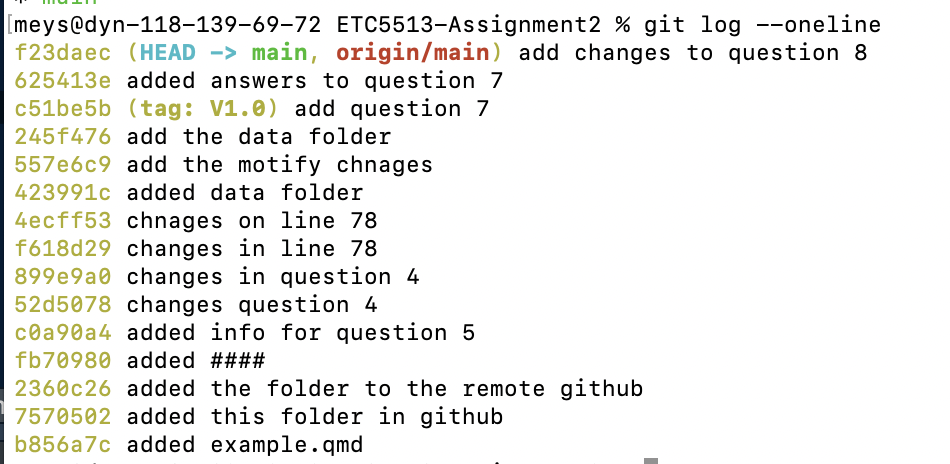 * main
[meys@dyn-118-139-69-72 ETC5513-Assignment2 % git log --oneline
f23daec (HEAD -> main, origin/main) add changes to question 8
625413e added answers to question 7
c51be5b (tag: V1.0) add question 7
245f476 add the data folder
557e6c9 add the motify chnages
423991c added data folder
4ecff53 chnages on line 78
f618d29 changes in line 78
899e9a0 changes in question 4
52d5078 changes question 4
c0a90a4 added info for question 5
fb70980 added ####
2360c26 added the folder to the remote github
7570502 added this folder in github
b856a7c added example.qmd